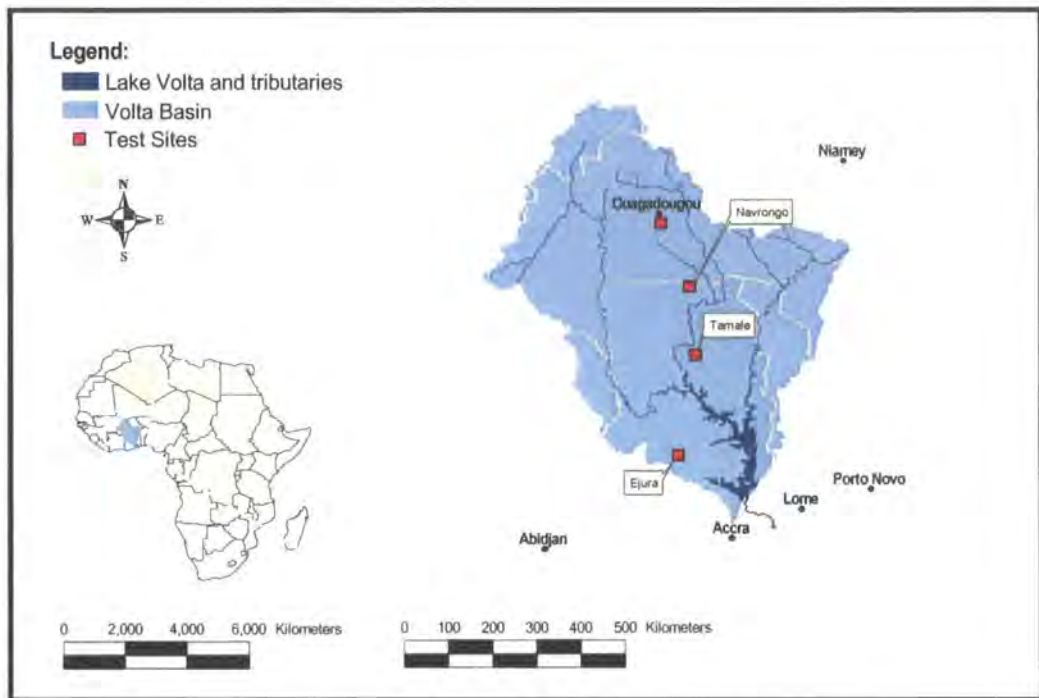 Legend:
Lake Volta and tributaries
Volta Basin
Test Sites
N
W E
S
Niamey
Ouagadougou
Navrongo
Tamale
Ejura
Porto Novo
Lome
Accra
Abidjan
0 2,000 4,000 6,000 Kilometers
0 100 200 300 400 500 Kilometers